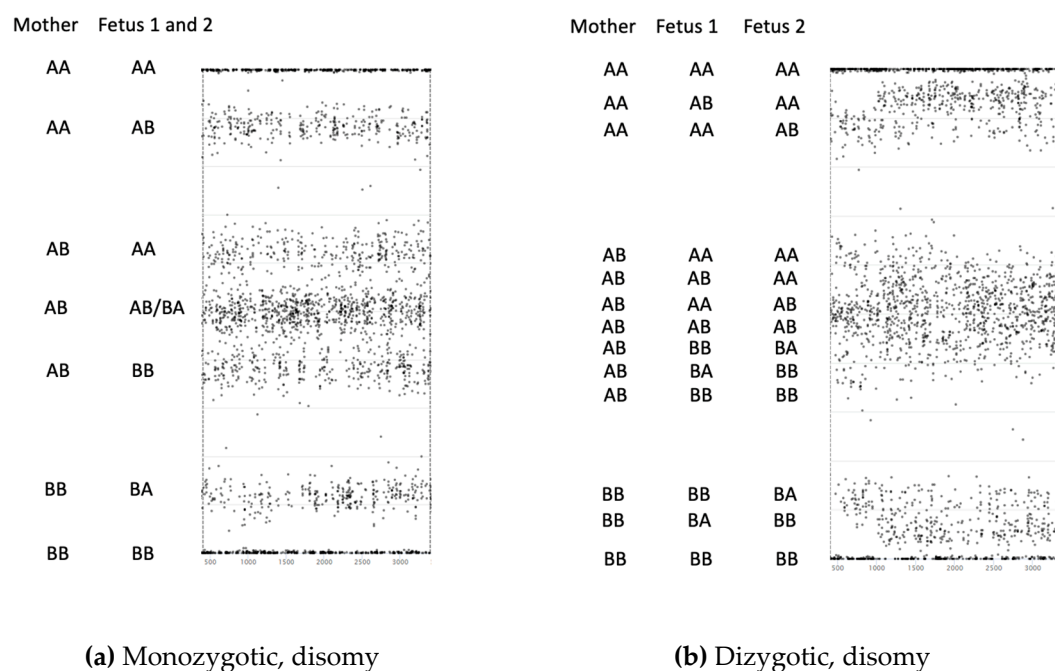 Mother Fetus 1 and 2
AA AA
AA AB
AB AA
AB AB/BA
AB BB
BB BA
BB BB
500 1000 1500 2000 2500 3000
(a) Monozygotic, disomy
Mother Fetus 1 Fetus 2
AA AA AA
AA AB AA
AA AA AB
AB AA AA
AB AB AA
AB AA AB
AB AB AB
AB BB BA
AB BA BB
AB BB BB
BB BB BA
BB BA BB
BB BB BB
500 1000 1500 2000 2500 3000
(b) Dizygotic, disomy